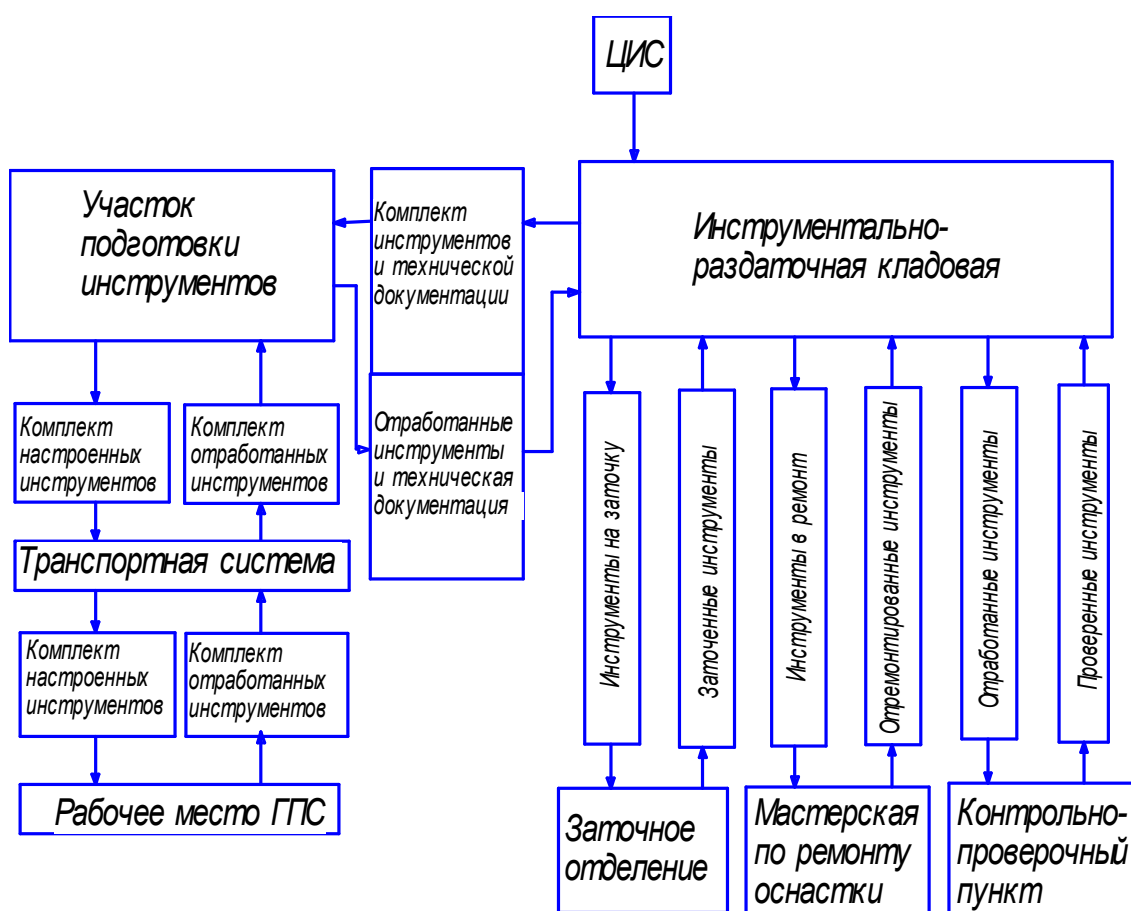 ЦИС
Участок
подготовки
инструментов
Комплект
инструментов
и технической
документации
Инструментально-
раздаточная кладовая
Отработанные
инструменты
и техническая
документация
Комплект
настроенных
инструментов
Комплект
отработанных
инструментов
Транспортная система
Комплект
настроенных
инструментов
Комплект
отработанных
инструментов
Рабочее место ГПС
Инструменты на заточку
Заточенные инструменты
Инструменты в ремонт
Отремонтированные инструменты
Отработанные инструменты
Проверенные инструменты
Заточное
отделение
Мастерская
по ремонту
оснастки
Контрольно-
проверочный
пункт